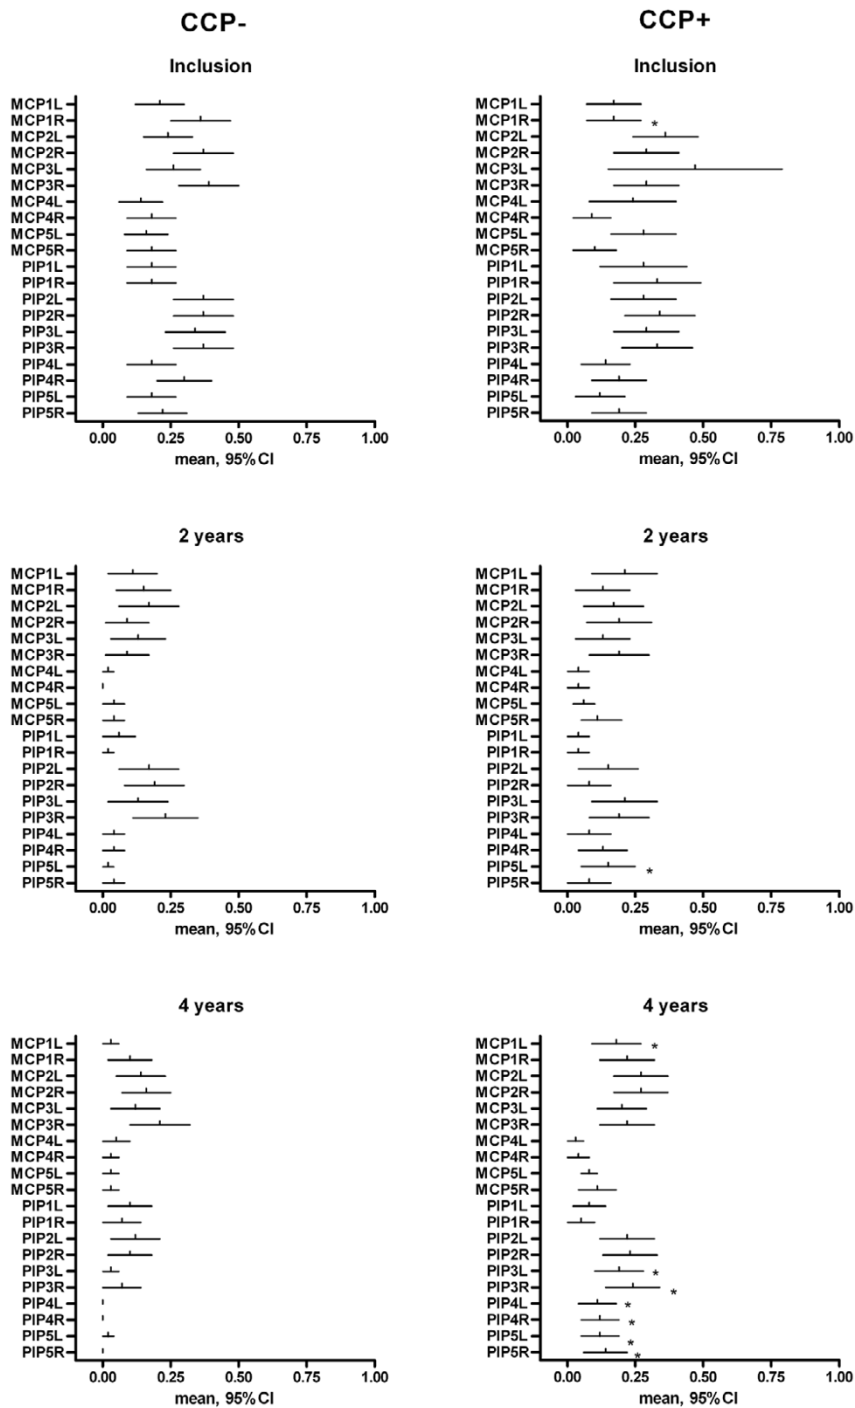 CCP-
CCP+
Inclusion
MCP1L
MCP1R
MCP2L
MCP2R
MCP3L
MCP3R
MCP4L
MCP4R
MCP5L
MCP5R
PIP1L
PIP1R
PIP2L
PIP2R
PIP3L
PIP3R
PIP4L
PIP4R
PIP5L
PIP5R
0.00 0.25 0.50 0.75 1.00
mean, 95%CI
Inclusion
MCP1L
MCP1R *
MCP2L
MCP2R
MCP3L
MCP3R
MCP4L
MCP4R
MCP5L
MCP5R
PIP1L
PIP1R
PIP2L
PIP2R
PIP3L
PIP3R
PIP4L
PIP4R
PIP5L
PIP5R
0.00 0.25 0.50 0.75 1.00
mean, 95%CI
2 years
MCP1L
MCP1R
MCP2L
MCP2R
MCP3L
MCP3R
MCP4L
MCP4R
MCP5L
MCP5R
PIP1L
PIP1R
PIP2L
PIP2R
PIP3L
PIP3R
PIP4L
PIP4R
PIP5L
PIP5R
0.00 0.25 0.50 0.75 1.00
mean, 95%CI
2 years
MCP1L
MCP1R
MCP2L
MCP2R
MCP3L
MCP3R
MCP4L
MCP4R
MCP5L
MCP5R
PIP1L
PIP1R
PIP2L
PIP2R
PIP3L
PIP3R
PIP4L
PIP4R
PIP5L *
PIP5R
0.00 0.25 0.50 0.75 1.00
mean, 95%CI
4 years
MCP1L
MCP1R
MCP2L
MCP2R
MCP3L
MCP3R
MCP4L
MCP4R
MCP5L
MCP5R
PIP1L
PIP1R
PIP2L
PIP2R
PIP3L
PIP3R
PIP4L
PIP4R
PIP5L
PIP5R
0.00 0.25 0.50 0.75 1.00
mean, 95%CI
4 years
MCP1L *
MCP1R
MCP2L
MCP2R
MCP3L
MCP3R
MCP4L
MCP4R
MCP5L
MCP5R
PIP1L
PIP1R
PIP2L
PIP2R
PIP3L *
PIP3R *
PIP4L *
PIP4R *
PIP5L *
PIP5R *
0.00 0.25 0.50 0.75 1.00
mean, 95%CI